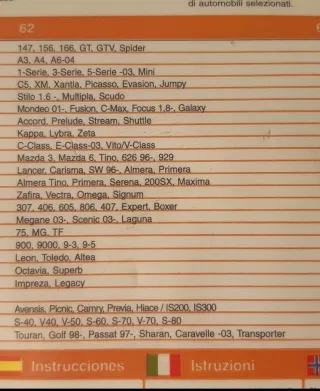 di automobili selezionati.
62
147, 156, 166, GT, GTV, Spider
A3, A4, A6-04
1-Serie, 3-Serie, 5-Serie -03, Mini
C5, XM, Xantia, Picasso, Evasion, Jumpy
Stilo 1.6 -, Multipla, Scudo
Mondeo 01-, Fusion, C-Max, Focus 1,8-, Galaxy
Accord, Prelude, Stream, Shuttle
Kappa, Lybra, Zeta
C-Class, E-Class-03, Vito/V-Class
Mazda 3, Mazda 6, Tino, 626 96-, 929
Lancer, Carisma, SW 96-, Almera, Primera
Almera Tino, Primera, Serena, 200SX, Maxima
Zafira, Vectra, Omega, Signum
307, 406, 605, 806, 407, Expert, Boxer
Megane 03-, Scenic 03-, Laguna
75, MG, TF
900, 9000, 9-3, 9-5
Leon, Toledo, Altea
Octavia, Superb
Impreza, Legacy
Avensis, Picnic, Camry, Previa, Hiace / IS200, IS300
S-40, V40, V-50, S-60, S-70, V-70, S-80
Touran, Golf 98-, Passat 97-, Sharan, Caravelle -03, Transporter
Instrucciones
Istruzioni